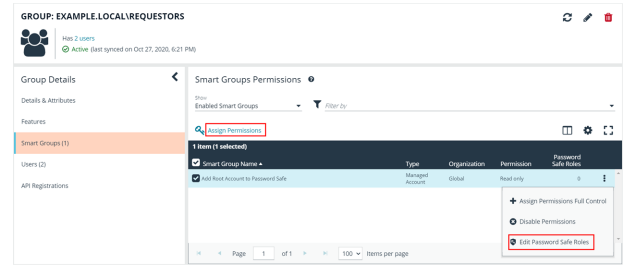 GROUP: EXAMPLE.LOCAL\REQUESTORS
Has 2 users
Active (last synced on Oct 27, 2020, 6:21 PM)
Group Details
Details & Attributes
Features
Smart Groups (1)
Users (2)
API Registrations
Smart Groups Permissions
Show
Enabled Smart Groups
Filter by
Assign Permissions
1 item (1 selected)
Smart Group Name Type Organization Permission Password Safe Roles
Add Root Account to Password Safe Managed Account Global Read only 0
Assign Permissions Full Control
Disable Permissions
Edit Password Safe Roles
Page 1 of 1 100 Items per page